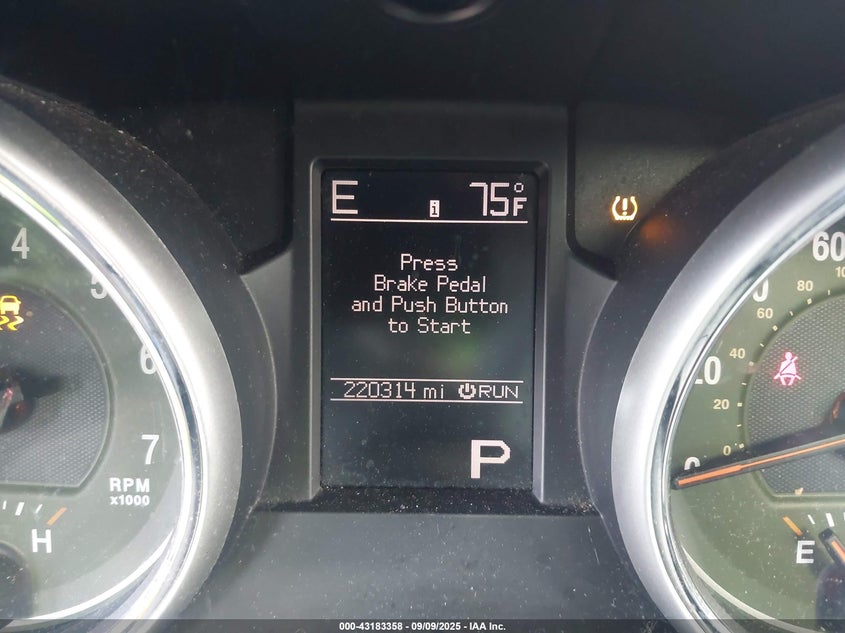 E i 75°F
Press
Brake Pedal
and Push Button
to Start
220314 mi RUN
P
4
5
6
7
RPM
x1000
H
60
80
60
40
20
0
0
E
000-43183358 - 09/09/2025 - IAA Inc.